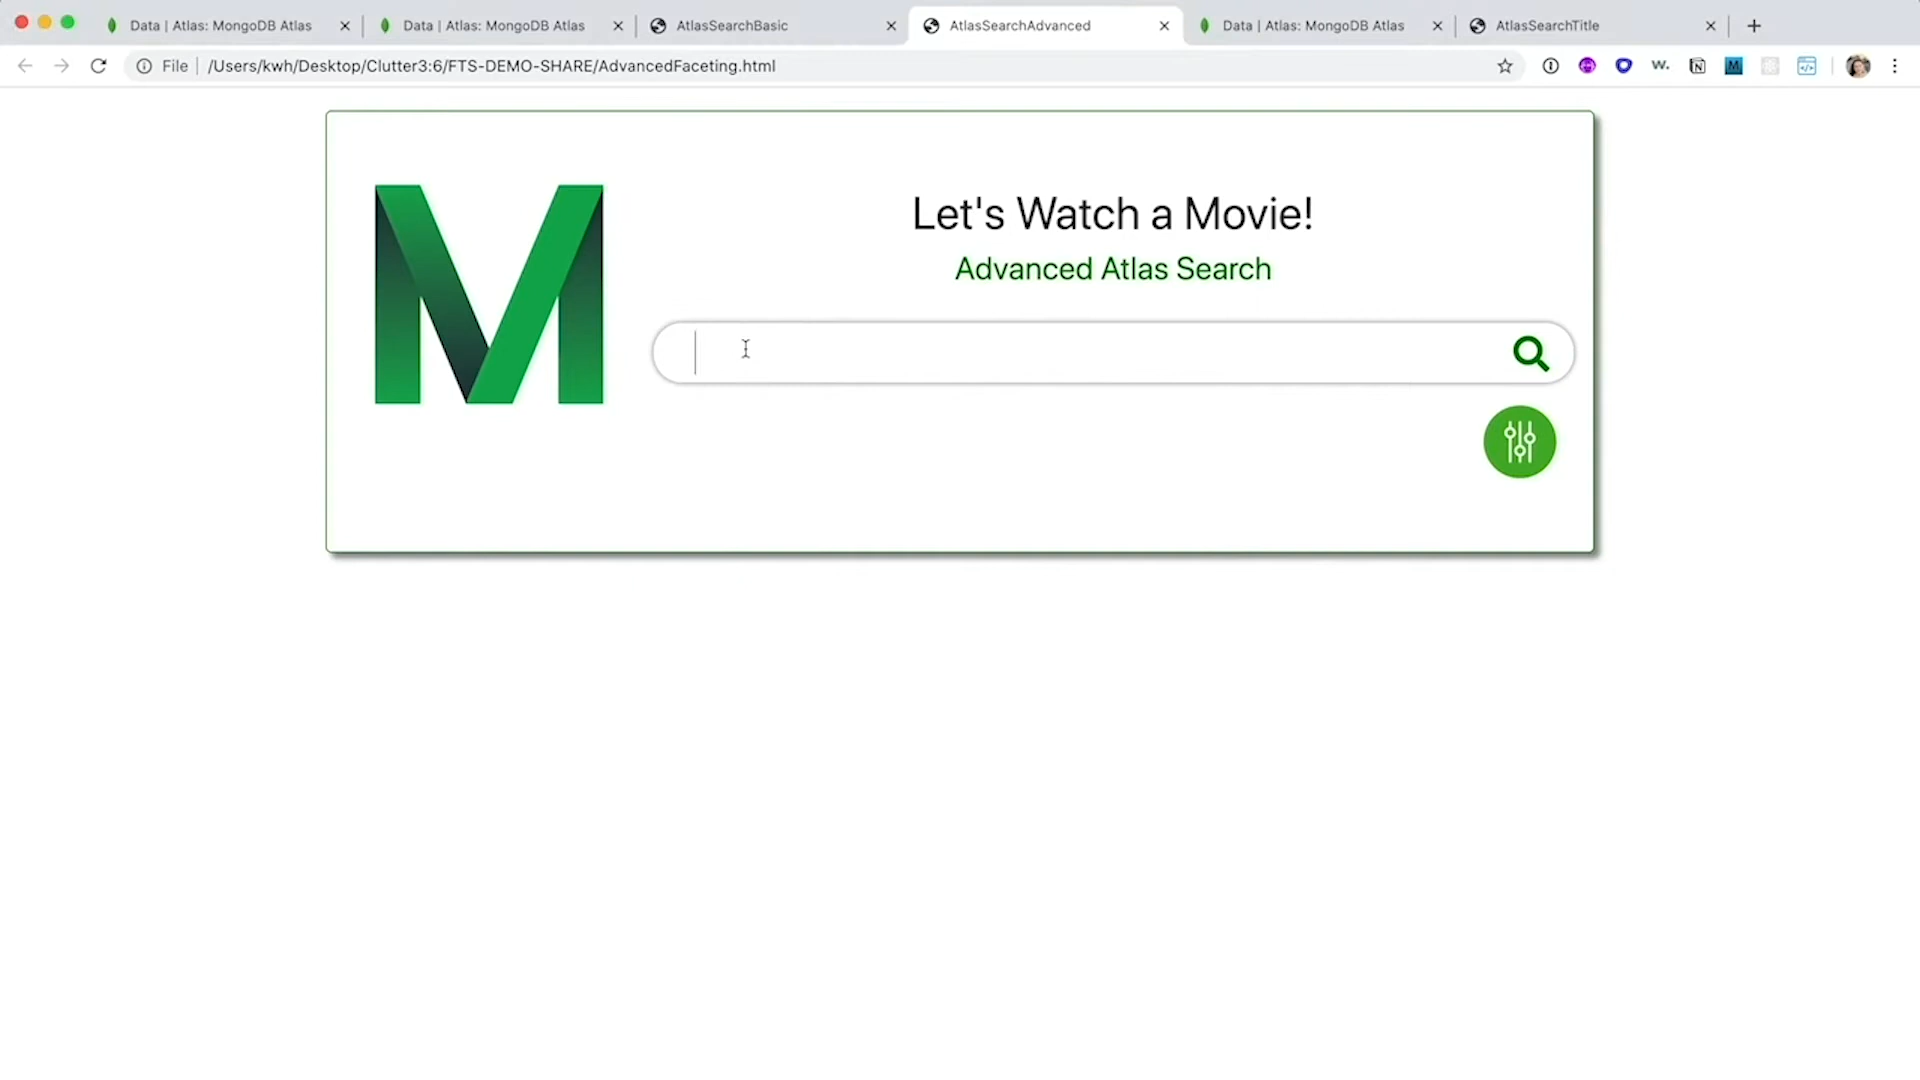 Data | Atlas: MongoDB Atlas
Data | Atlas: MongoDB Atlas
AtlasSearchBasic
AtlasSearchAdvanced
Data | Atlas: MongoDB Atlas
AtlasSearchTitle
File | /Users/kwh/Desktop/Clutter3:6/FTS-DEMO-SHARE/AdvancedFaceting.html
Let's Watch a Movie!
Advanced Atlas Search